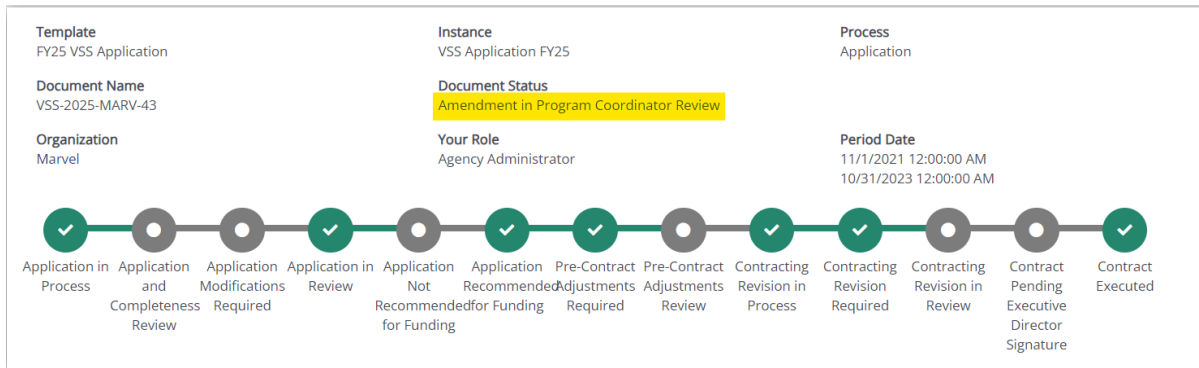 Template
FY25 VSS Application
Instance
VSS Application FY25
Process
Application
Document Name
VSS-2025-MARV-43
Document Status
Amendment in Program Coordinator Review
Organization
Marvel
Your Role
Agency Administrator
Period Date
11/1/2021 12:00:00 AM
10/31/2023 12:00:00 AM
Application in
Process
Application
and
Completeness
Review
Application
Modifications
Required
Application in
Review
Application
Not
Recommended
for Funding
Application
Recommended
for Funding
Pre-Contract
Adjustments
Required
Pre-Contract
Adjustments
Review
Contracting
Revision in
Process
Contracting
Revision
Required
Contracting
Revision in
Review
Contract
Pending
Executive
Director
Signature
Contract
Executed